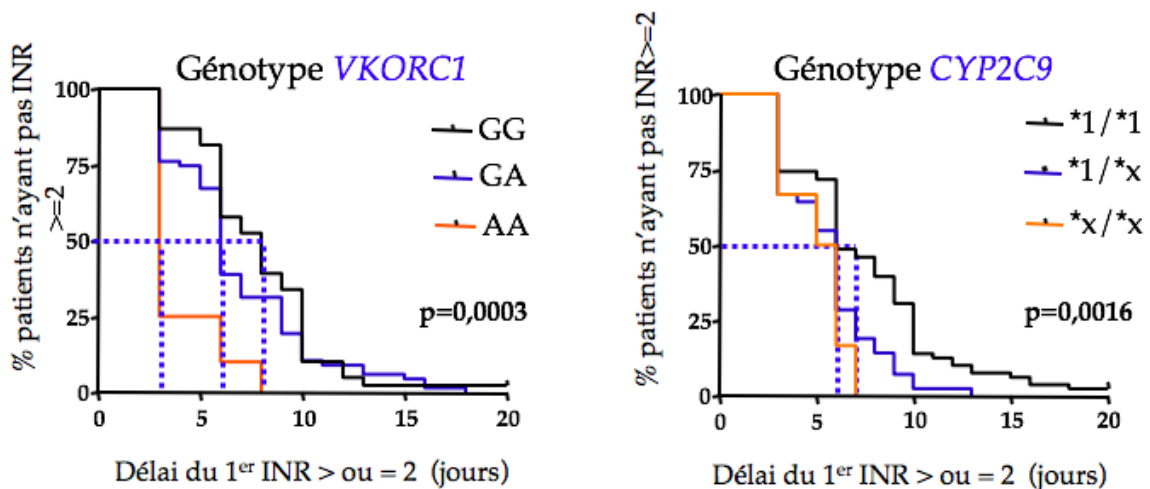 Génotype VKORC1
% patients n'ayant pas INR
>=2
100
75
50
25
0
0 5 10 15 20
GG
GA
AA
p=0,0003
Délai du 1er INR > ou = 2 (jours)
Génotype CYP2C9
% patients n'ayant pas INR>=2
100
75
50
25
0
0 5 10 15 20
*1/*1
*1/*x
*x/*x
p=0,0016
Délai du 1er INR > ou = 2 (jours)